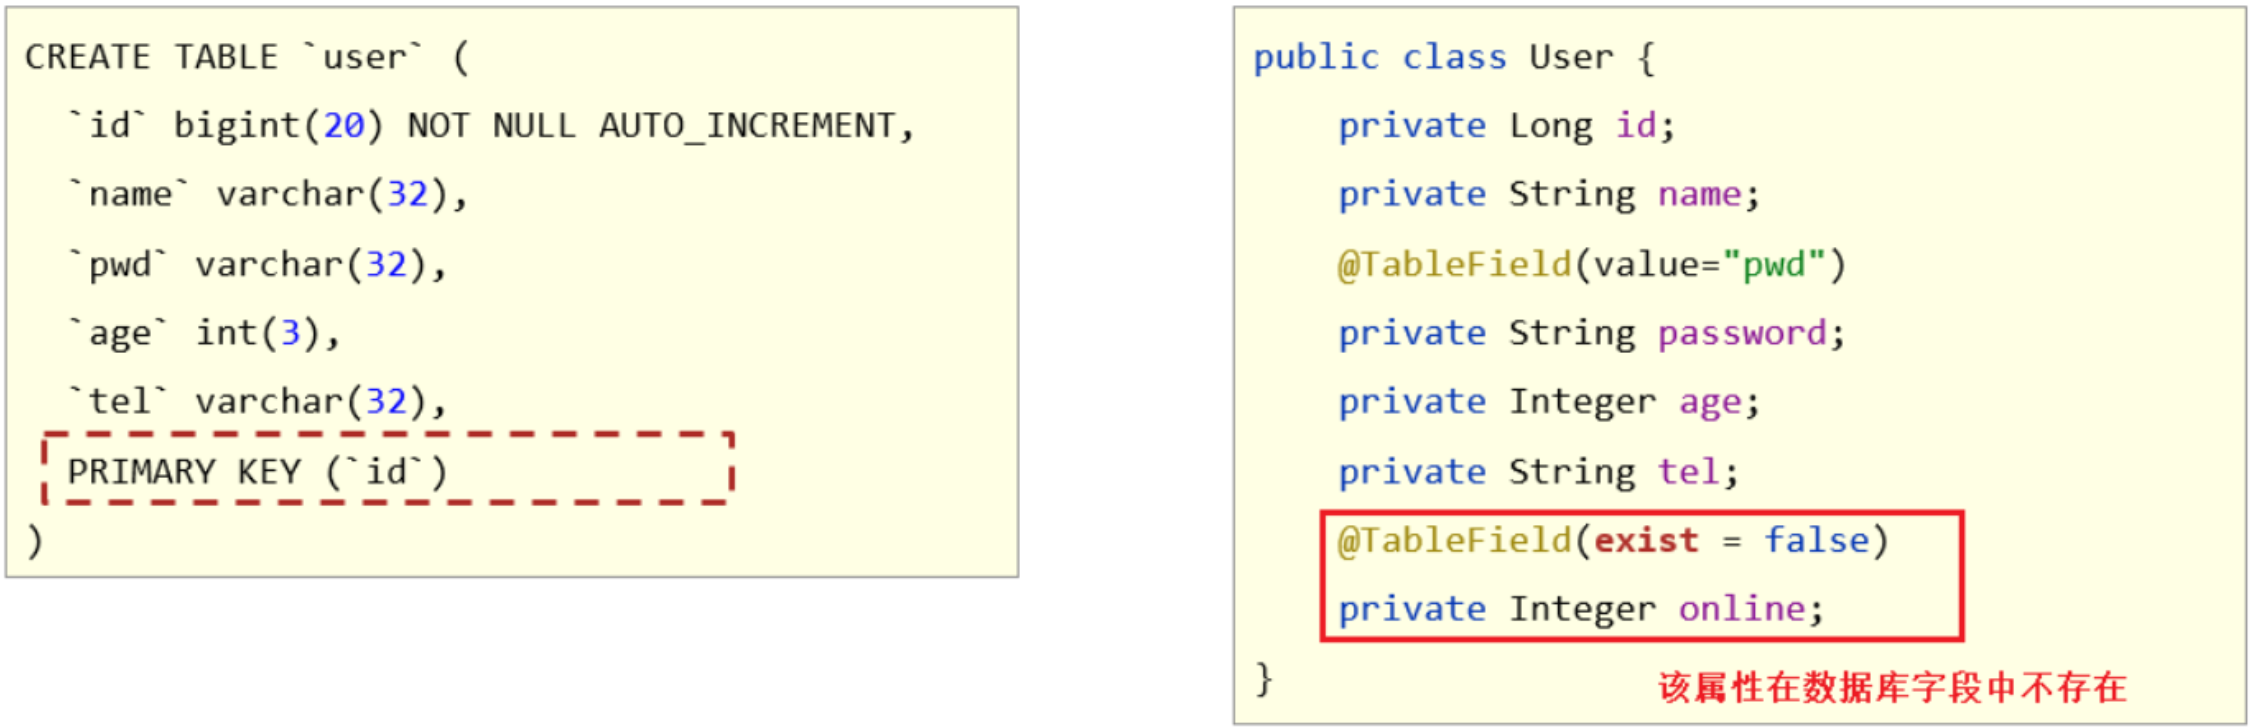 CREATE TABLE `user` (
`id` bigint(20) NOT NULL AUTO_INCREMENT,
`name` varchar(32),
`pwd` varchar(32),
`age` int(3),
`tel` varchar(32),
PRIMARY KEY (`id`)
)
public class User {
private Long id;
private String name;
@TableField(value="pwd")
private String password;
private Integer age;
private String tel;
@TableField(exist = false)
private Integer online;
}
该属性在数据库字段中不存在